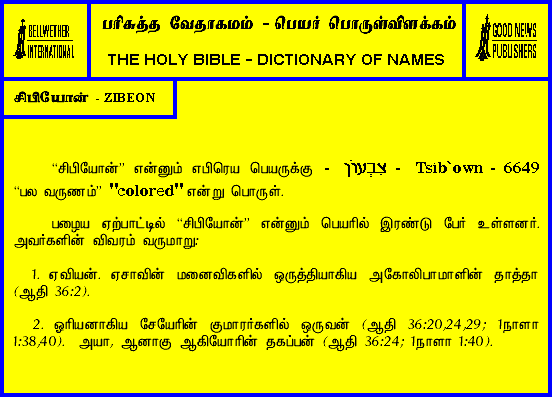 BELLWETHER
INTERNATIONAL
பரிசுத்த வேதாகமம் - பெயர் பொருள்விளக்கம்
THE HOLY BIBLE - DICTIONARY OF NAMES
GOOD NEWS
PUBLISHERS
சிபியோன் - ZIBEON
“சிபியோன்” என்னும் எபிரெய பெயருக்கு - צִבְעוֹן - Tsib`own - 6649
“பல வருணம்” "colored" என்று பொருள்.
பழைய ஏற்பாட்டில் “சிபியோன்” என்னும் பெயரில் இரண்டு பேர் உள்ளனர்.
அவர்களின் விவரம் வருமாறு:
1. ஏவியன். ஏசாவின் மனைவிகளில் ஒருத்தியாகிய அகோலிபாமாளின் தாத்தா
(ஆதி 36:2).
2. ஓரியனாகிய சேயேரின் குமாரர்களில் ஒருவன் (ஆதி 36:20,24,29; 1நாளா
1:38,40). அயா, ஆனாகு ஆகியோரின் தகப்பன் (ஆதி 36:24; 1நாளா 1:40).